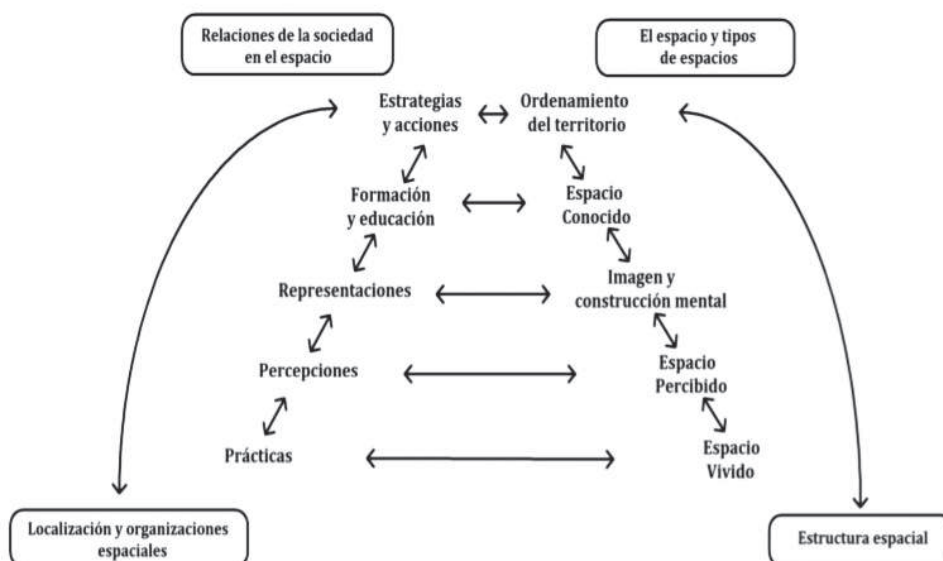 Relaciones de la sociedad
en el espacio
El espacio y tipos
de espacios
Estrategias
y acciones
Ordenamiento
del territorio
Formación
y educación
Espacio
Conocido
Representaciones
Imagen y
construcción mental
Percepciones
Espacio
Percibido
Prácticas
Espacio
Vivido
Localización y organizaciones
espaciales
Estructura espacial